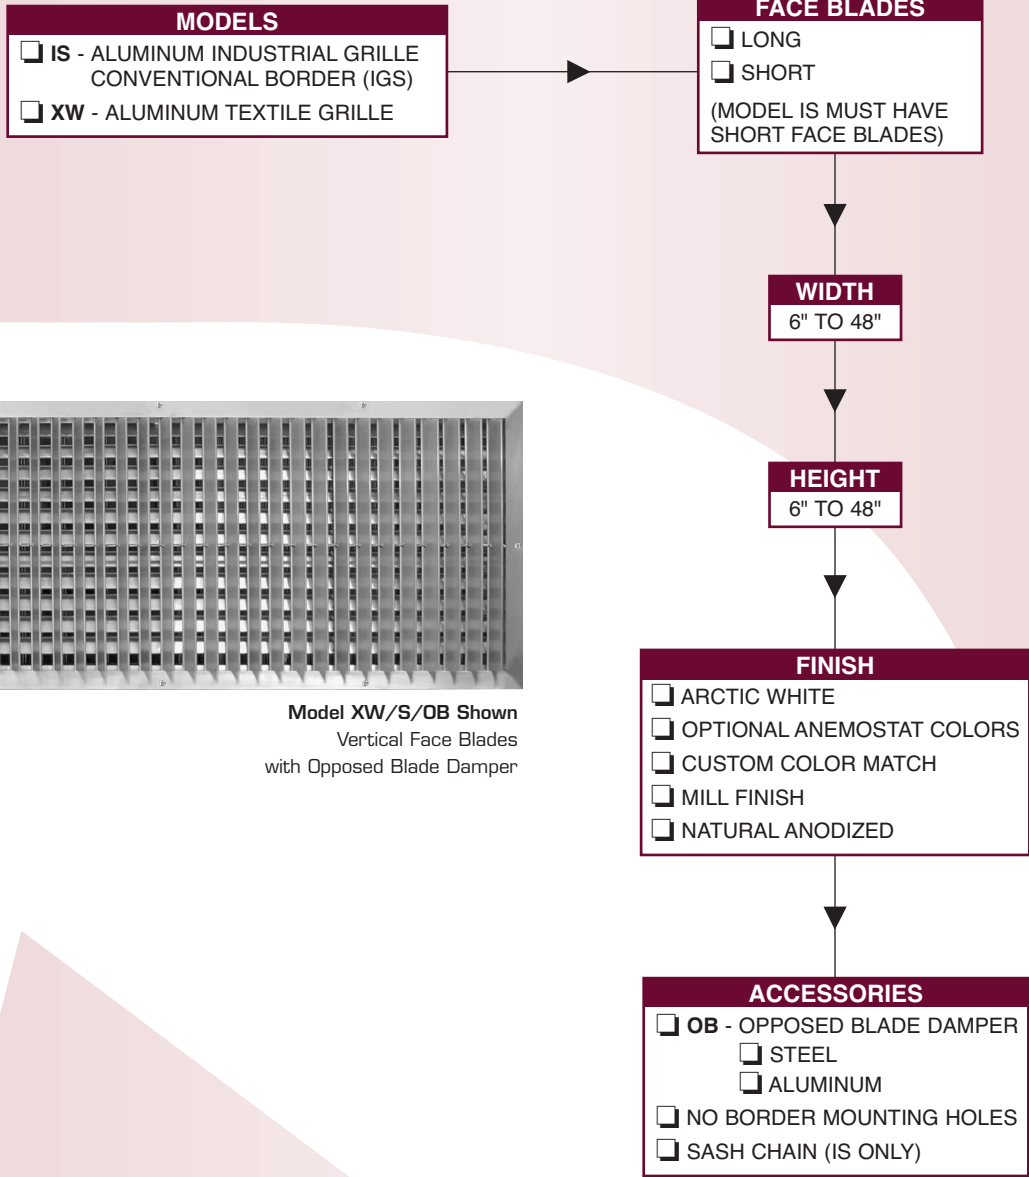 MODELS
IS - ALUMINUM INDUSTRIAL GRILLE
CONVENTIONAL BORDER (IGS)
XW - ALUMINUM TEXTILE GRILLE
FACE BLADES
LONG
SHORT
(MODEL IS MUST HAVE
SHORT FACE BLADES)
WIDTH
6" TO 48"
HEIGHT
6" TO 48"
Model XW/S/OB Shown
Vertical Face Blades
with Opposed Blade Damper
FINISH
ARCTIC WHITE
OPTIONAL ANEMOSTAT COLORS
CUSTOM COLOR MATCH
MILL FINISH
NATURAL ANODIZED
ACCESSORIES
OB - OPPOSED BLADE DAMPER
STEEL
ALUMINUM
NO BORDER MOUNTING HOLES
SASH CHAIN (IS ONLY)